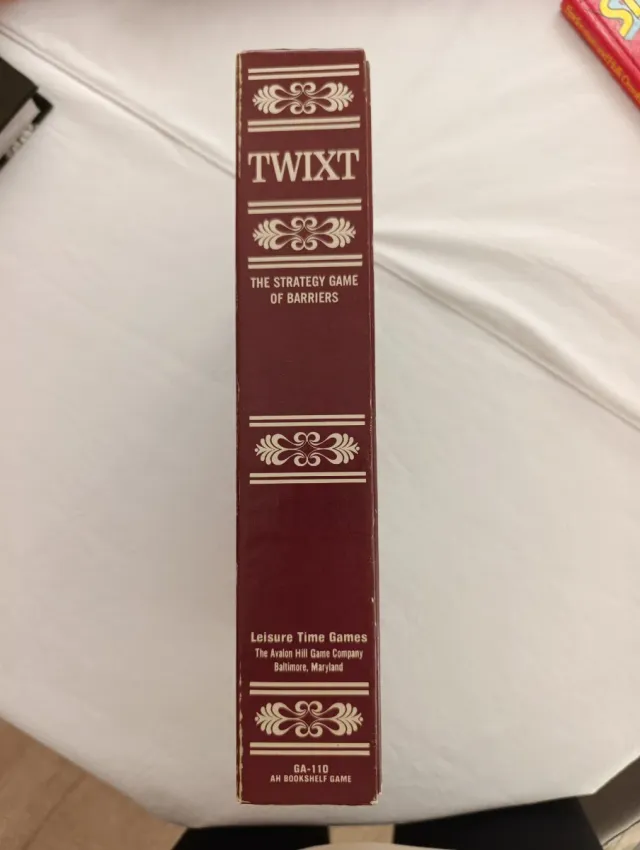 TWIXT
THE STRATEGY GAME
OF BARRIERS
Leisure Time Games
The Avalon Hill Game Company
Baltimore, Maryland
GA-110
AH BOOKSHELF GAME